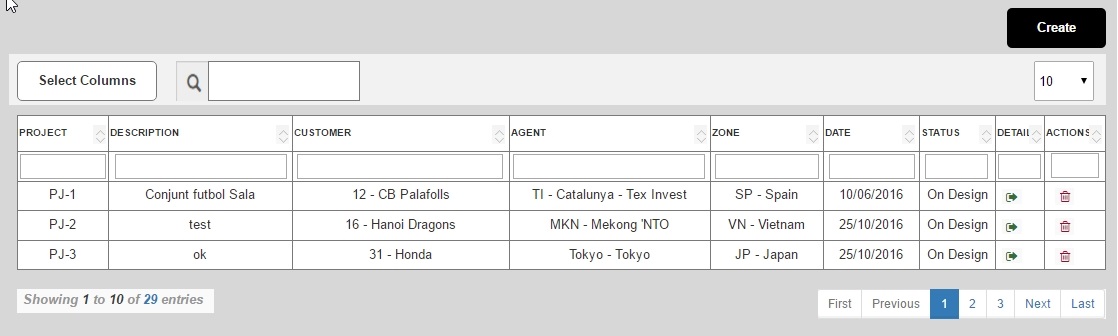 Create
Select Columns 10
PROJECT DESCRIPTION CUSTOMER AGENT ZONE DATE STATUS DETAIL ACTIONS
PJ-1 Conjunt futbol Sala 12 - CB Palafolls TI - Catalunya - Tex Invest SP - Spain 10/06/2016 On Design
PJ-2 test 16 - Hanoi Dragons MKN - Mekong 'NTO VN - Vietnam 25/10/2016 On Design
PJ-3 ok 31 - Honda Tokyo - Tokyo JP - Japan 25/10/2016 On Design
Showing 1 to 10 of 29 entries First Previous 1 2 3 Next Last